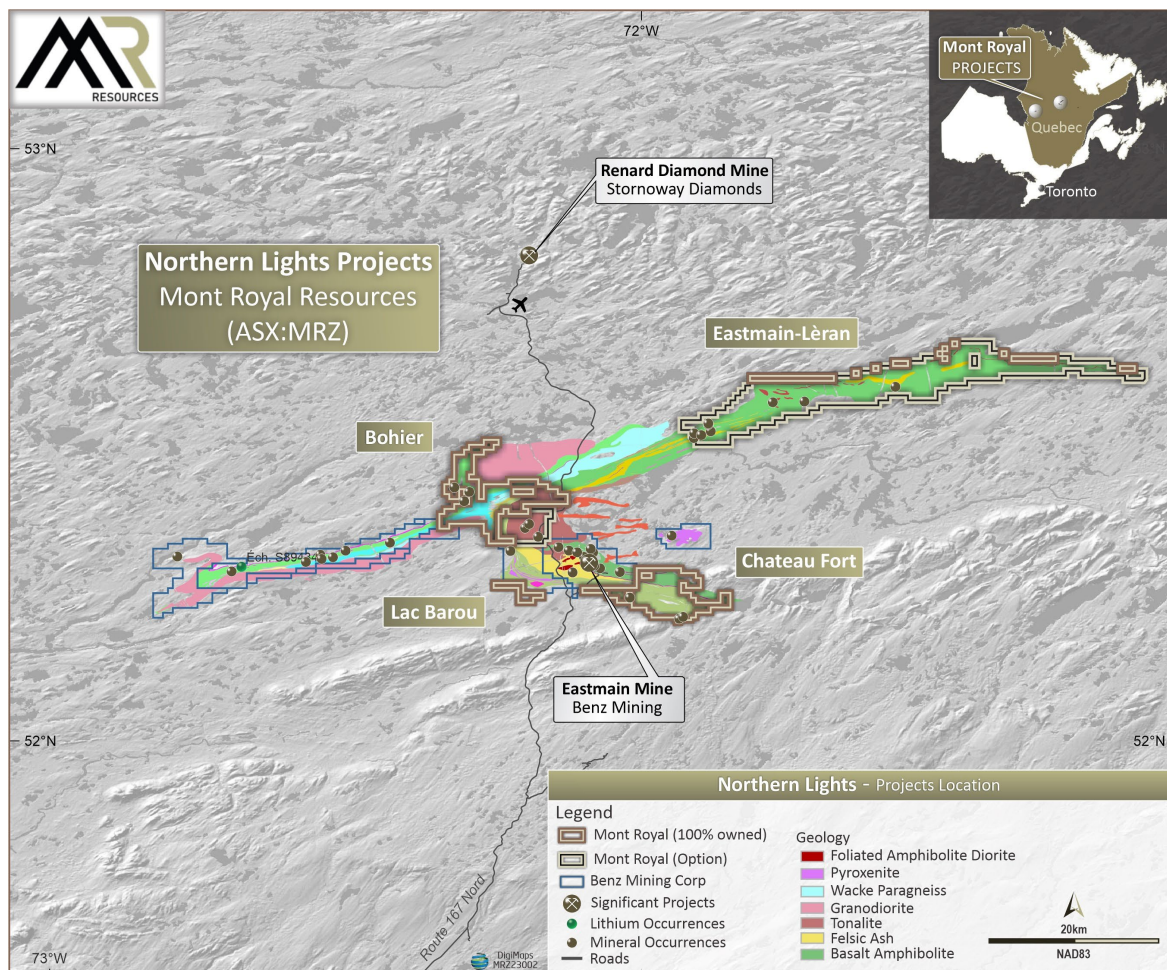 MR
RESOURCES
72°W
Mont Royal
PROJECTS
Quebec
Toronto
53°N
Renard Diamond Mine
Stornoway Diamonds
Northern Lights Projects
Mont Royal Resources
(ASX:MRZ)
Eastmain-Lèran
Bohier
Éch. S89434
Chateau Fort
Lac Barou
Eastmain Mine
Benz Mining
52°N
52°N
Northern Lights - Projects Location
Legend
Mont Royal (100% owned)
Mont Royal (Option)
Benz Mining Corp
Significant Projects
Lithium Occurrences
Mineral Occurrences
Roads
Geology
Foliated Amphibolite Diorite
Pyroxenite
Wacke Paragneiss
Granodiorite
Tonalite
Felsic Ash
Basalt Amphibolite
20km
NAD83
Route 167 Nord
DigiMaps
MRZ23002
73°W